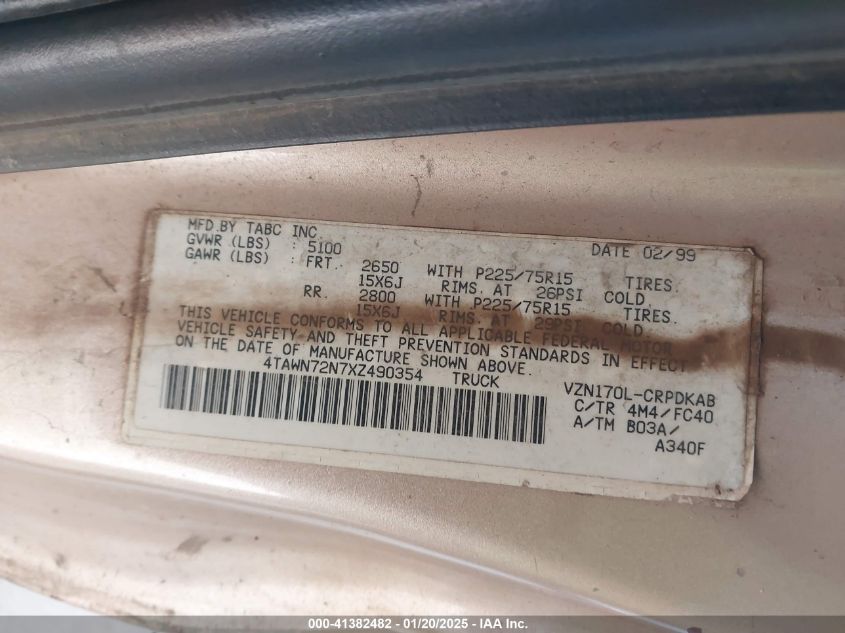 MFD.BY TABC INC. DATE 02/99
GVWR (LBS) : 5100
GAWR (LBS) : FRT. 2650 WITH P225/75R15 TIRES.
15X6J RIMS. AT 26PSI COLD.
RR. 2800 WITH P225/75R15 TIRES.
15X6J RIMS. AT 29PSI COLD.
THIS VEHICLE CONFORMS TO ALL APPLICABLE FEDERAL MOTOR
VEHICLE SAFETY AND THEFT PREVENTION STANDARDS IN EFFECT
ON THE DATE OF MANUFACTURE SHOWN ABOVE.
4TAWN72N7XZ490354 TRUCK
VZN170L-CRPDKAB
C/TR 4M4/FC40
A/TM B03A/
A340F
000-41382482 - 01/20/2025 - IAA Inc.